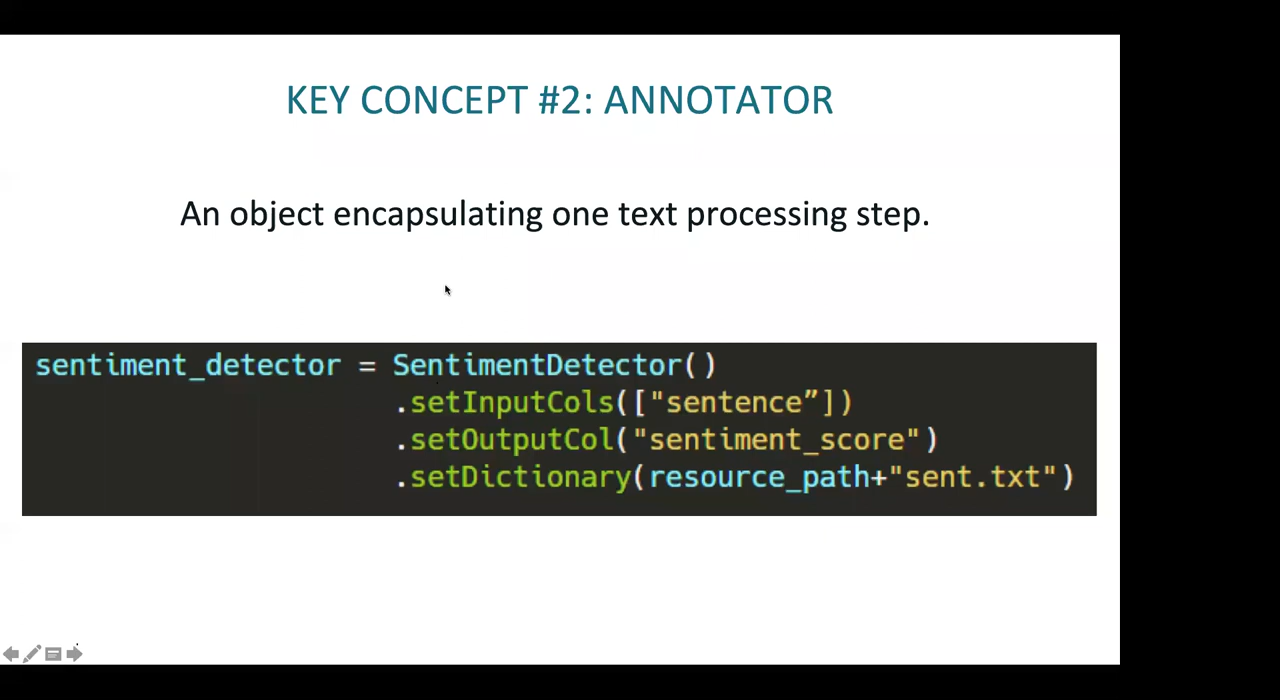 KEY CONCEPT #2: ANNOTATOR
An object encapsulating one text processing step.
sentiment_detector = SentimentDetector()
.setInputCols(["sentence”])
.setOutputCol("sentiment_score")
.setDictionary(resource_path+"sent.txt")